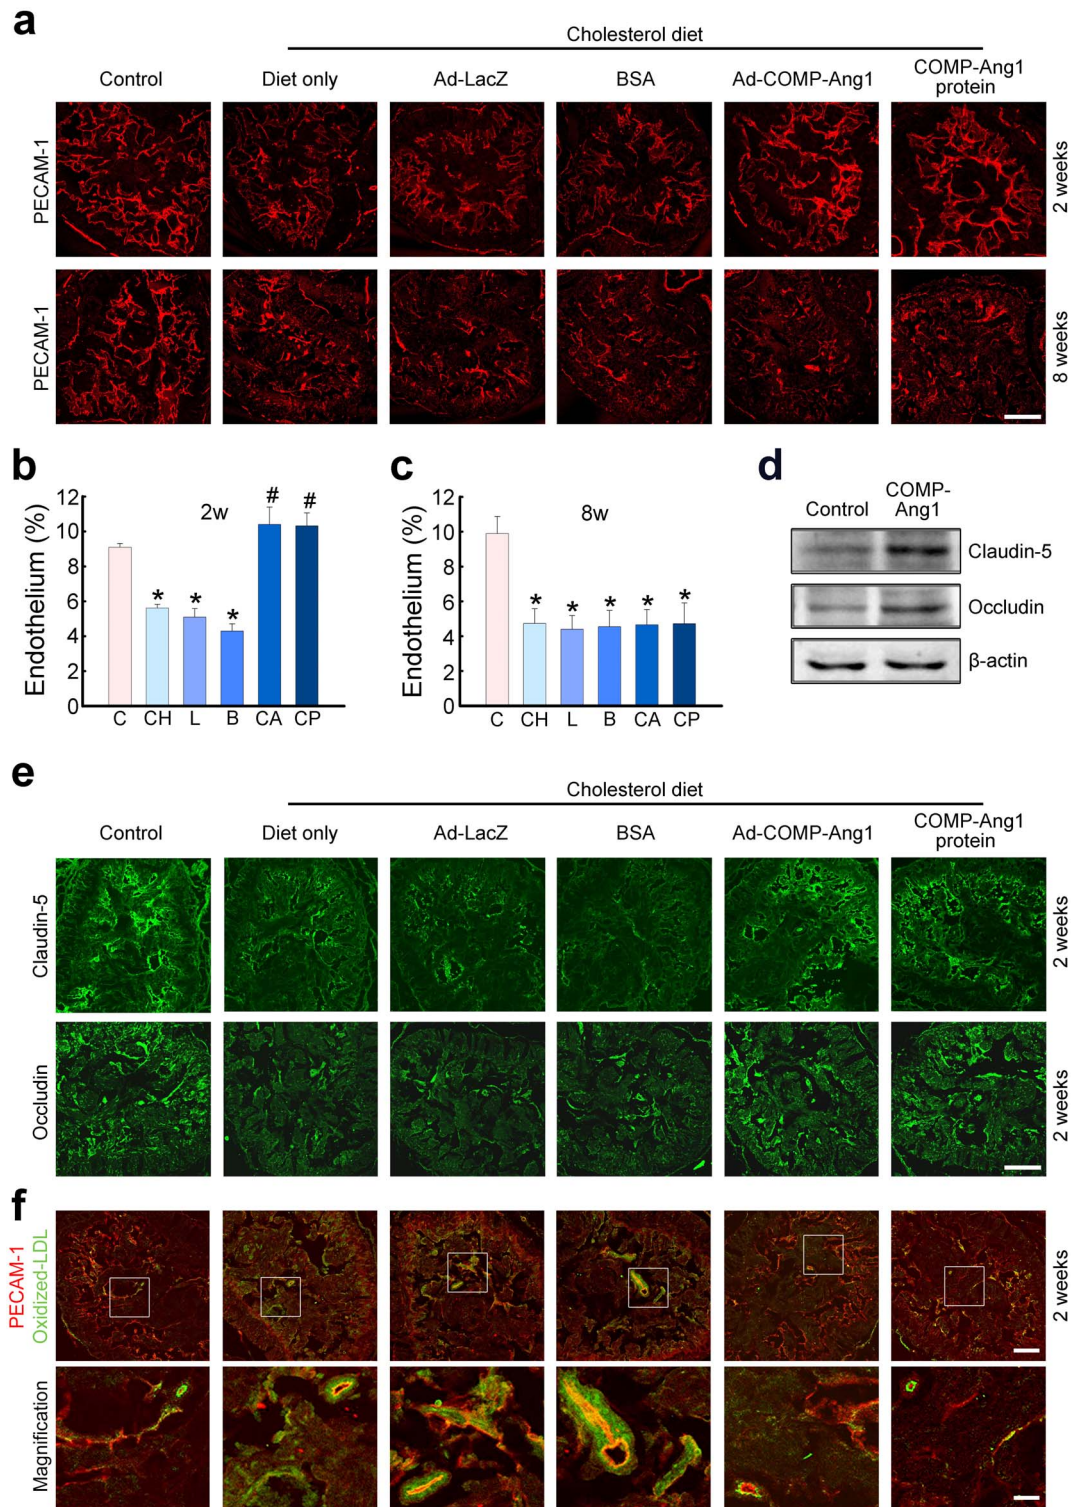 a
Cholesterol diet
Control
Diet only
Ad-LacZ
BSA
Ad-COMP-Ang1
COMP-Ang1
protein
PECAM-1
2 weeks
PECAM-1
8 weeks
b
Endothelium (%)
12
10
8
6
4
2
0
2w
*
*
*
#
#
C CH L B CA CP
c
Endothelium (%)
12
10
8
6
4
2
0
8w
*
*
*
*
*
C CH L B CA CP
d
Control
COMP-
Ang1
Claudin-5
Occludin
β-actin
e
Cholesterol diet
Control
Diet only
Ad-LacZ
BSA
Ad-COMP-Ang1
COMP-Ang1
protein
Claudin-5
2 weeks
Occludin
2 weeks
f
PECAM-1
Oxidized-LDL
2 weeks
Magnification